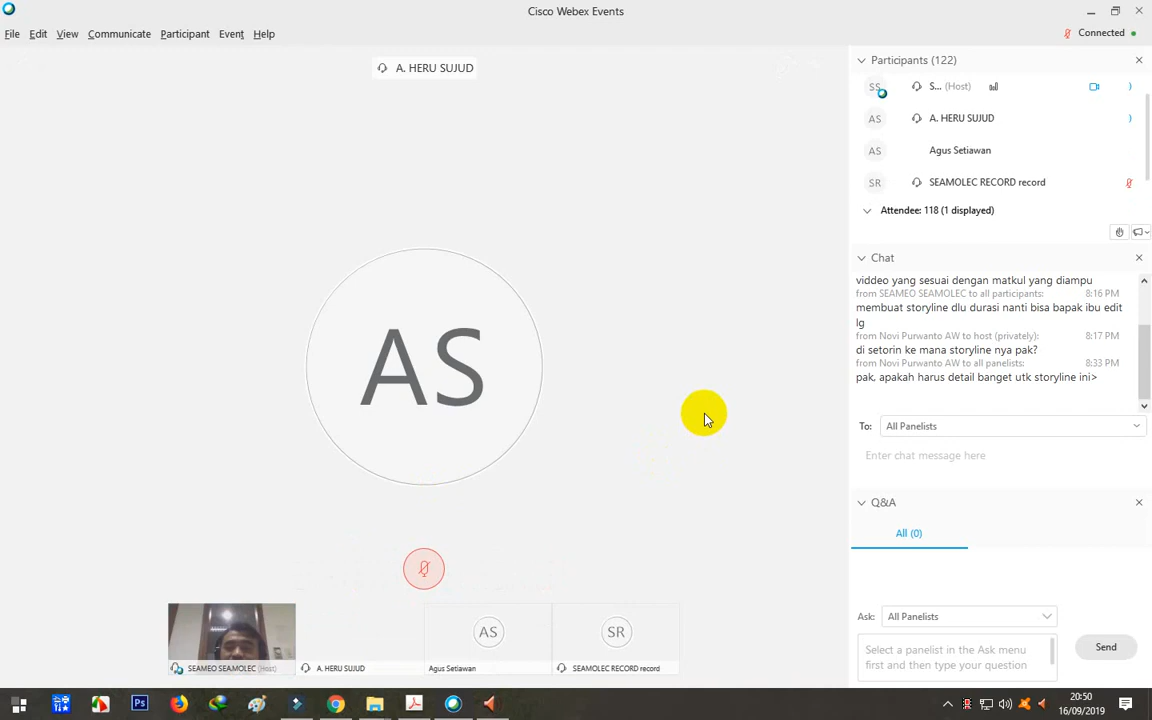 Cisco Webex Events
File Edit View Communicate Participant Event Help
Connected
A. HERU SUJUD
AS
Participants (122)
SS S... (Host)
AS A. HERU SUJUD
AS Agus Setiawan
SR SEAMOLEC RECORD record
Attendee: 118 (1 displayed)
Chat
viddeo yang sesuai dengan matkul yang diampu
from SEAMEO SEAMOLEC to all participants: 8:16 PM
membuat storyline dlu durasi nanti bisa bapak ibu edit
lg
from Novi Purwanto AW to host (privately): 8:17 PM
di setorin ke mana storyline nya pak?
from Novi Purwanto AW to all panelists: 8:33 PM
pak, apakah harus detail banget utk storyline ini>
To: All Panelists
Enter chat message here
Q&A
All (0)
Ask: All Panelists
Select a panelist in the Ask menu
first and then type your question
Send
AS
SR
SEAMEO SEAMOLEC (Host)
A. HERU SUJUD
Agus Setiawan
SEAMOLEC RECORD record
Ps
20:50
16/09/2019